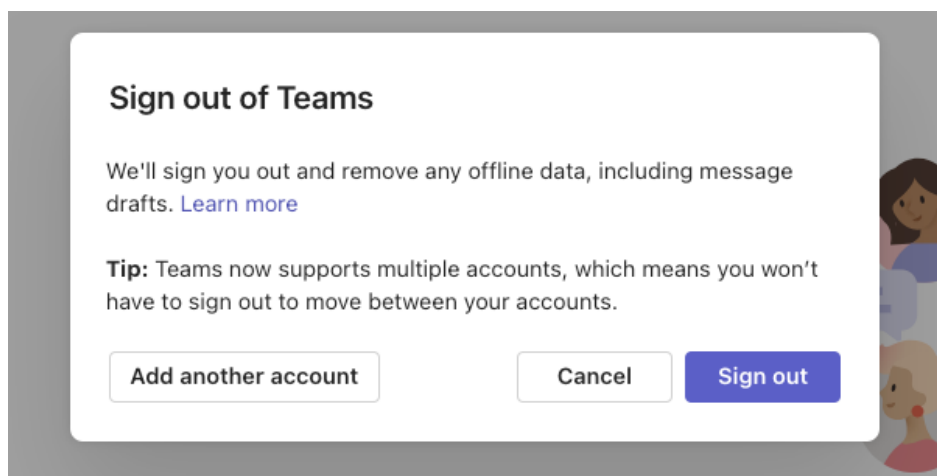 Sign out of Teams
We'll sign you out and remove any offline data, including message
drafts. Learn more
Tip: Teams now supports multiple accounts, which means you won’t
have to sign out to move between your accounts.
Add another account
Cancel
Sign out